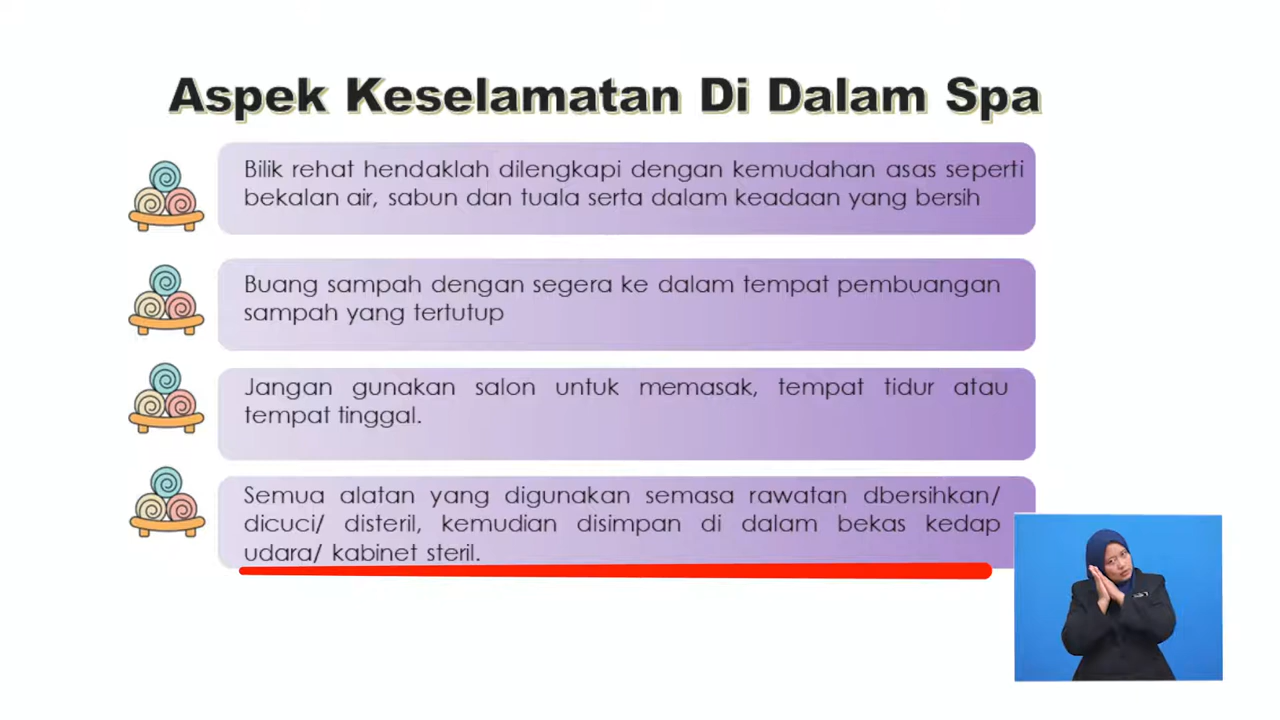 Aspek Keselamatan Di Dalam Spa
Bilik rehat hendaklah dilengkapi dengan kemudahan asas seperti
bekalan air, sabun dan tuala serta dalam keadaan yang bersih
Buang sampah dengan segera ke dalam tempat pembuangan
sampah yang tertutup
Jangan gunakan salon untuk memasak, tempat tidur atau
tempat tinggal.
Semua alatan yang digunakan semasa rawatan dbersihkan/
dicuci/ disteril, kemudian disimpan di dalam bekas kedap
udara/ kabinet steril.